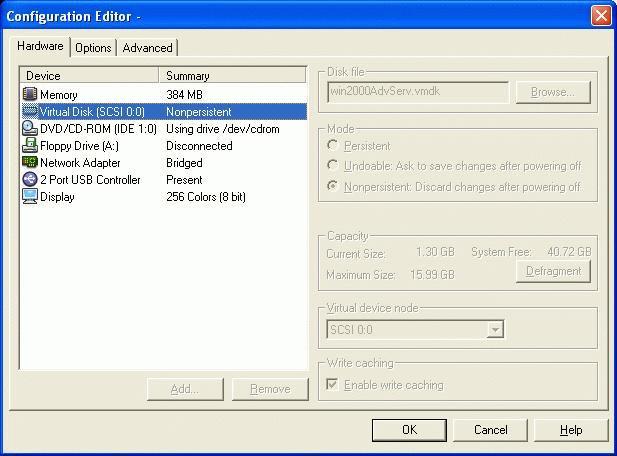 Configuration Editor -
Hardware Options Advanced
Device Summary
Memory 384 MB
Virtual Disk (SCSI 0:0) Nonpersistent
DVD/CD-ROM (IDE 1:0) Using drive /dev/cdrom
Floppy Drive (A:) Disconnected
Network Adapter Bridged
2 Port USB Controller Present
Display 256 Colors (8 bit)
Add... Remove
Disk file
win2000AdvServ.vmdk Browse...
Mode
Persistent
Undoable: Ask to save changes after powering off
Nonpersistent: Discard changes after powering off
Capacity
Current Size: 1.30 GB System Free: 40.72 GB
Maximum Size: 15.99 GB Defragment
Virtual device node
SCSI 0:0
Write caching
Enable write caching
OK Cancel Help